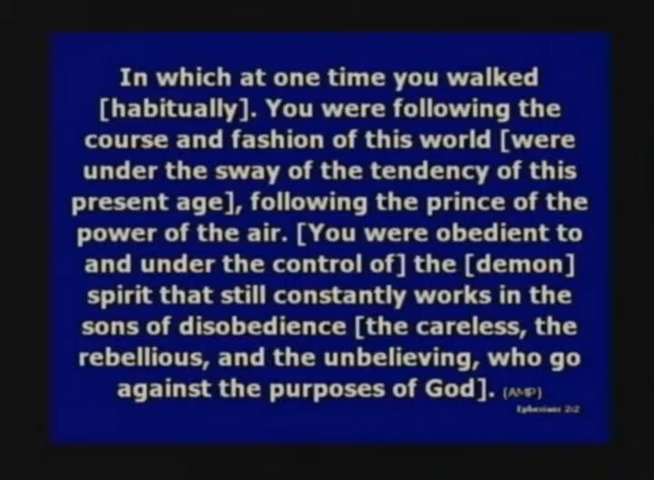 In which at one time you walked
[habitually]. You were following the
course and fashion of this world [were
under the sway of the tendency of this
present age], following the prince of the
power of the air. [You were obedient to
and under the control of] the [demon]
spirit that still constantly works in the
sons of disobedience [the careless, the
rebellious, and the unbelieving, who go
against the purposes of God]. (AMP)
Ephesians 2:2